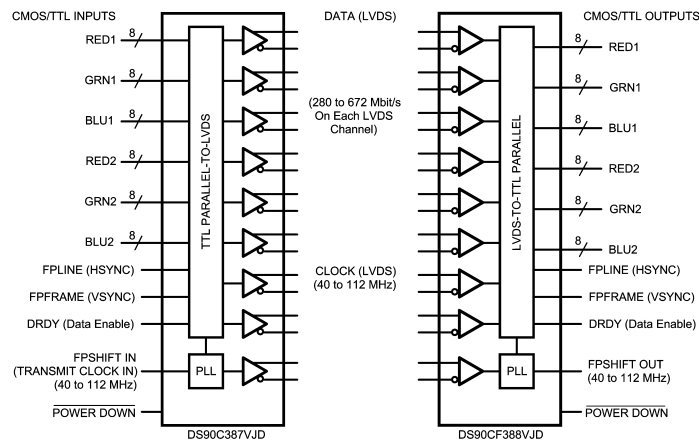 CMOS/TTL INPUTS
DATA (LVDS)
CMOS/TTL OUTPUTS
RED1
8
GRN1
8
BLU1
8
RED2
8
GRN2
8
BLU2
8
FPLINE (HSYNC)
FPFRAME (VSYNC)
DRDY (Data Enable)
FPSHIFT IN
(TRANSMIT CLOCK IN)
(40 to 112 MHz)
POWER DOWN
TTL PARALLEL-TO-LVDS
PLL
DS90C387VJD
(280 to 672 Mbit/s
On Each LVDS
Channel)
CLOCK (LVDS)
(40 to 112 MHz)
LVDS-TO-TTL PARALLEL
PLL
DS90CF388VJD
8
RED1
8
GRN1
8
BLU1
8
RED2
8
GRN2
8
BLU2
FPLINE (HSYNC)
FPFRAME (VSYNC)
DRDY (Data Enable)
FPSHIFT OUT
(40 to 112 MHz)
POWER DOWN